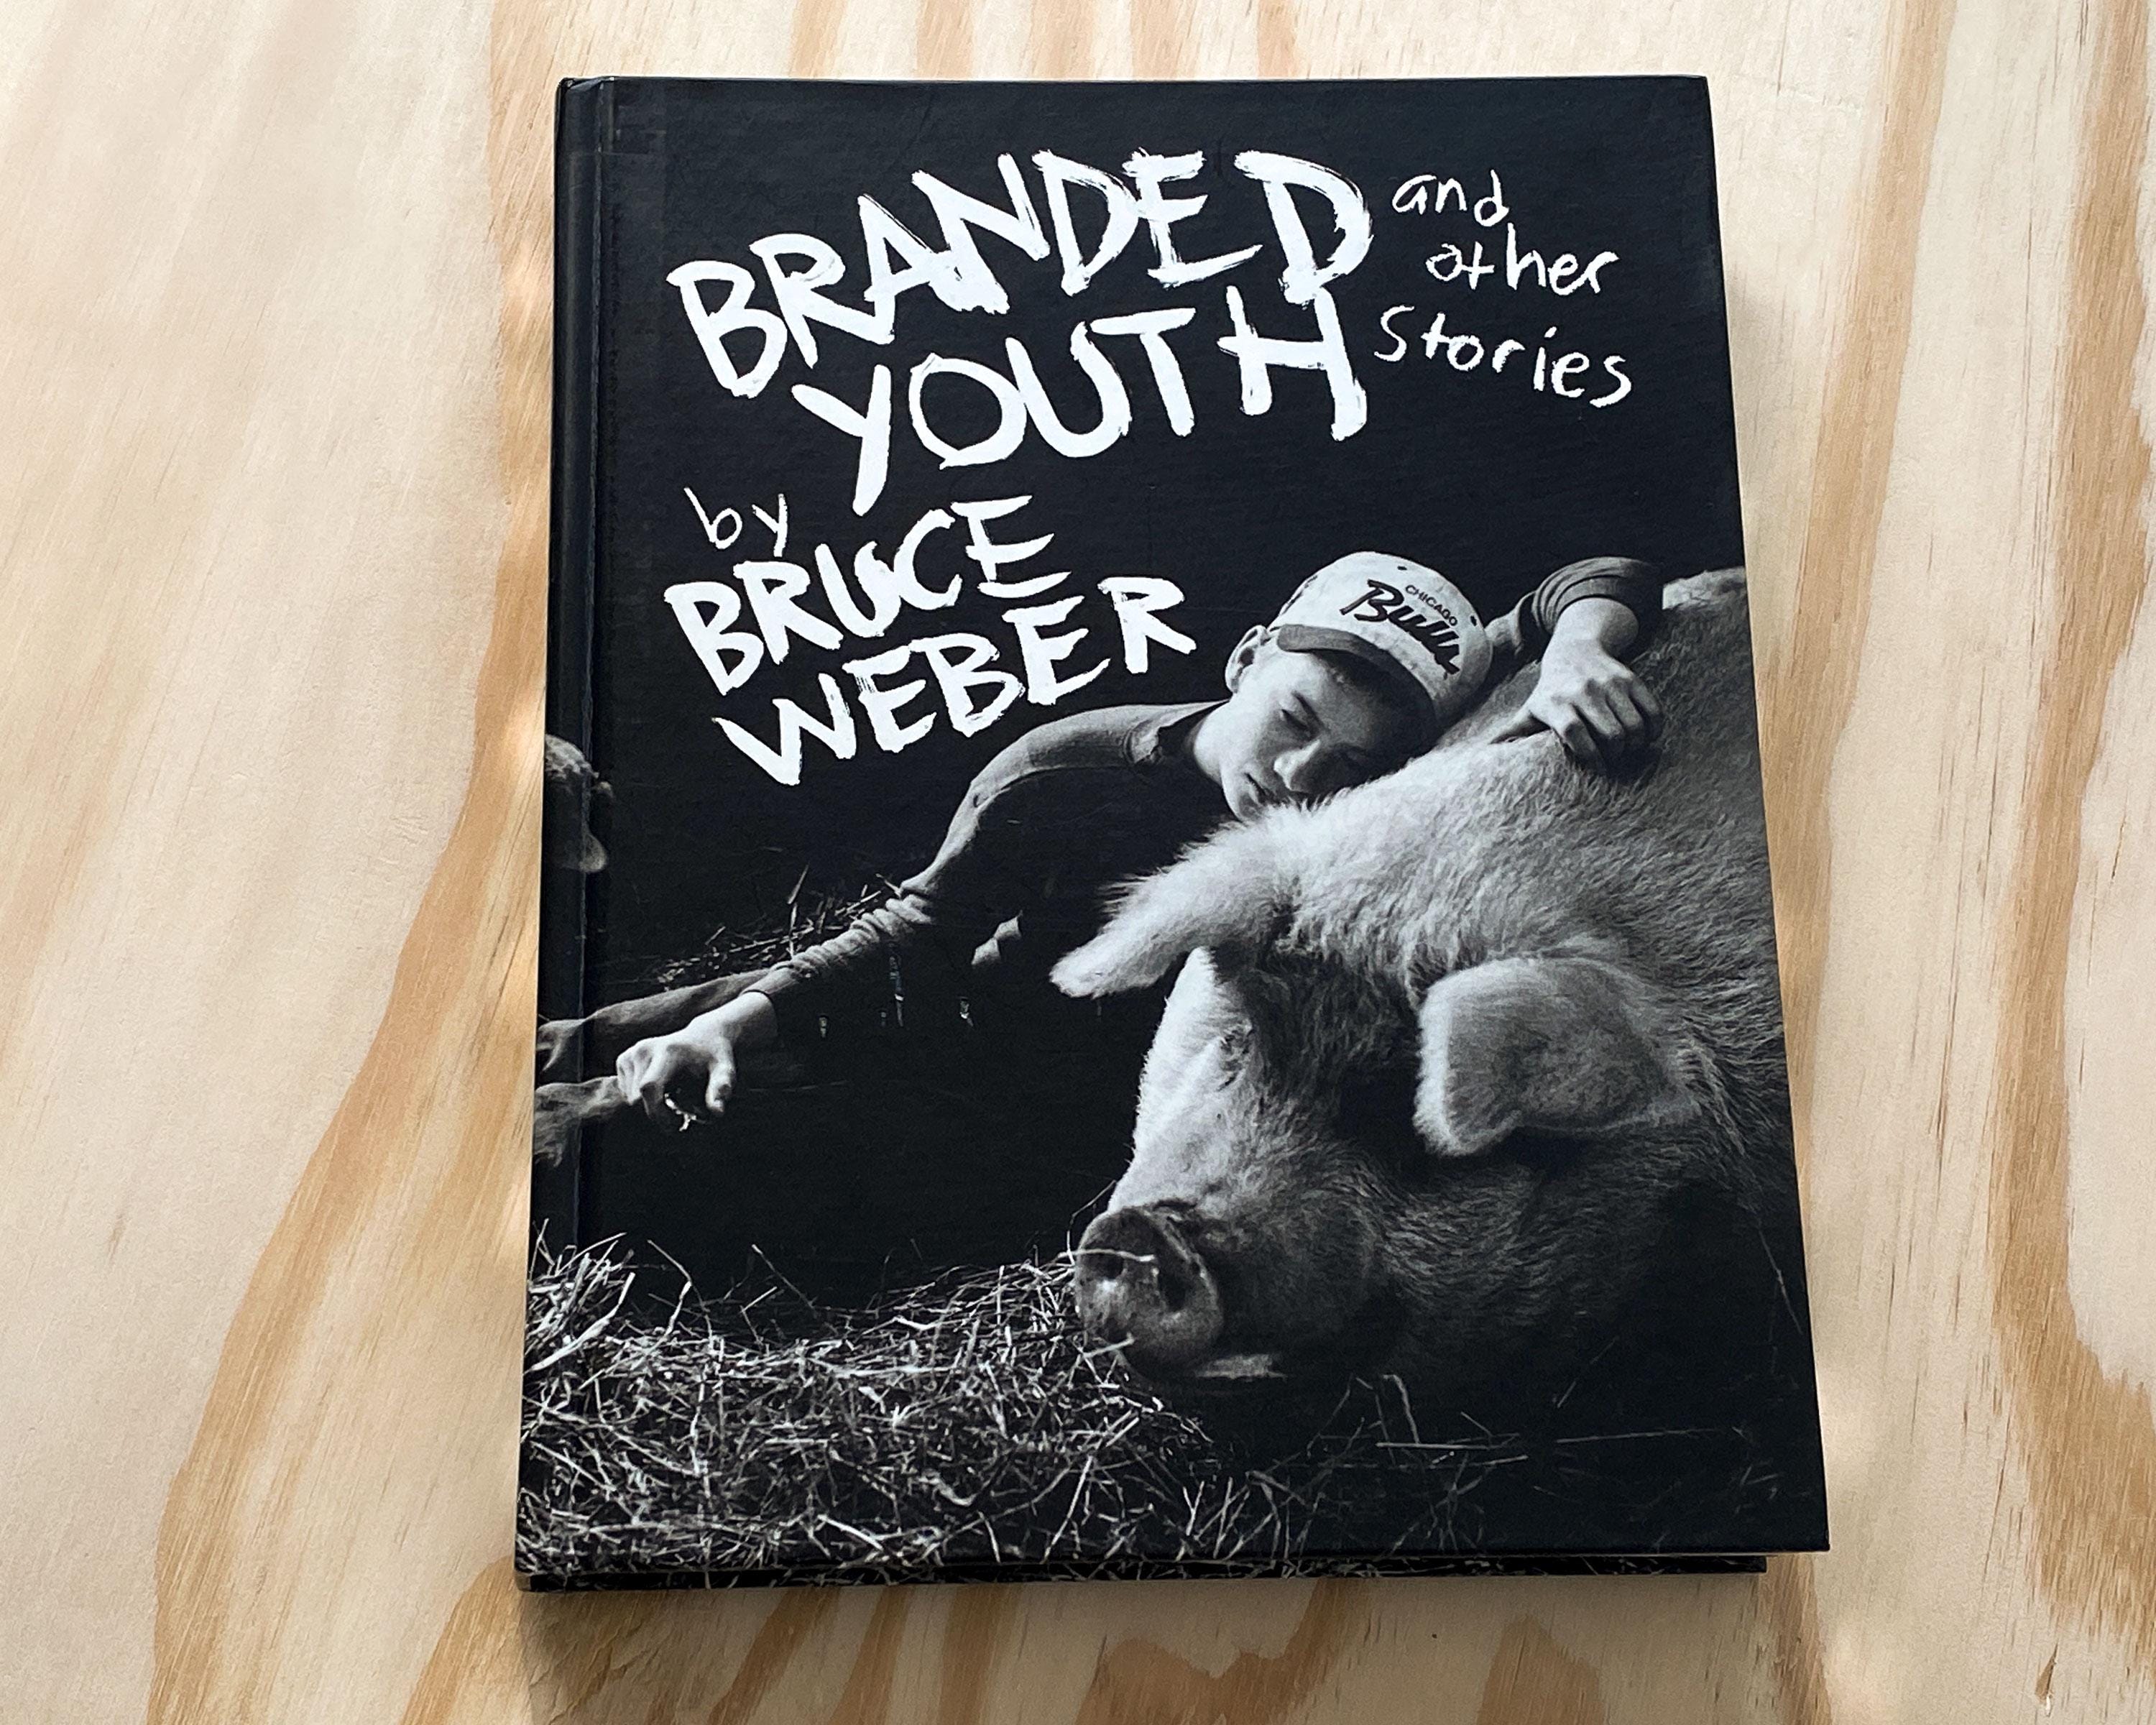 BRANDED
YOUTH
and
other
Stories
by
BRUCE
WEBER
CHICAGO
Bulls